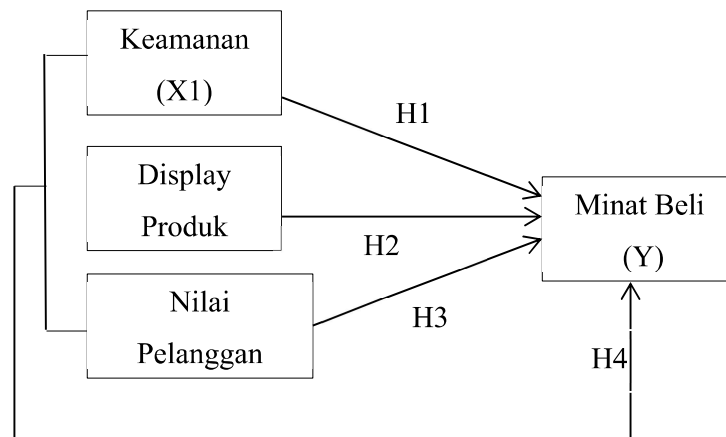 Keamanan
(X1)
H1
Display
Produk
Minat Beli
(Y)
H2
Nilai
Pelanggan
H3
H4